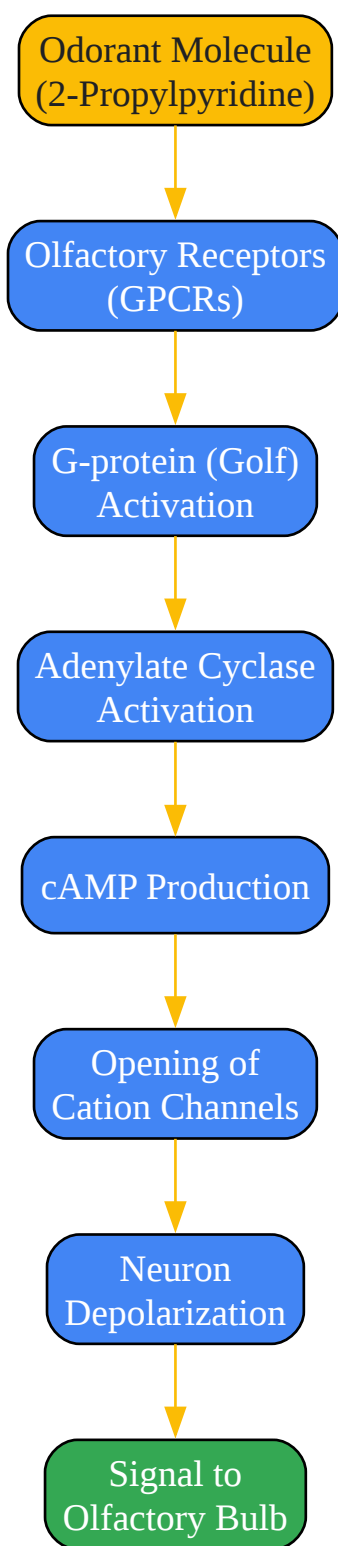 Odorant Molecule
(2-Propylpyridine)
Olfactory Receptors
(GPCRs)
G-protein (Golf)
Activation
Adenylate Cyclase
Activation
cAMP Production
Opening of
Cation Channels
Neuron
Depolarization
Signal to
Olfactory Bulb